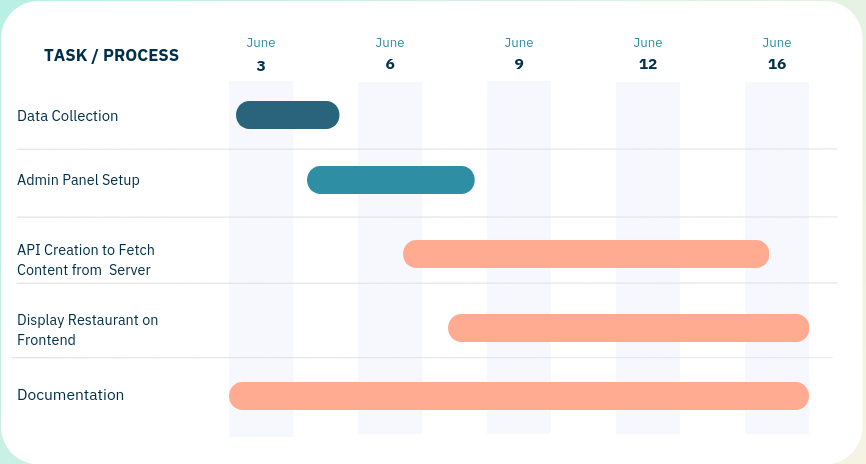 TASK / PROCESS
June June June June June
3 6 9 12 16
Data Collection
Admin Panel Setup
API Creation to Fetch
Content from  Server
Display Restaurant on
Frontend
Documentation